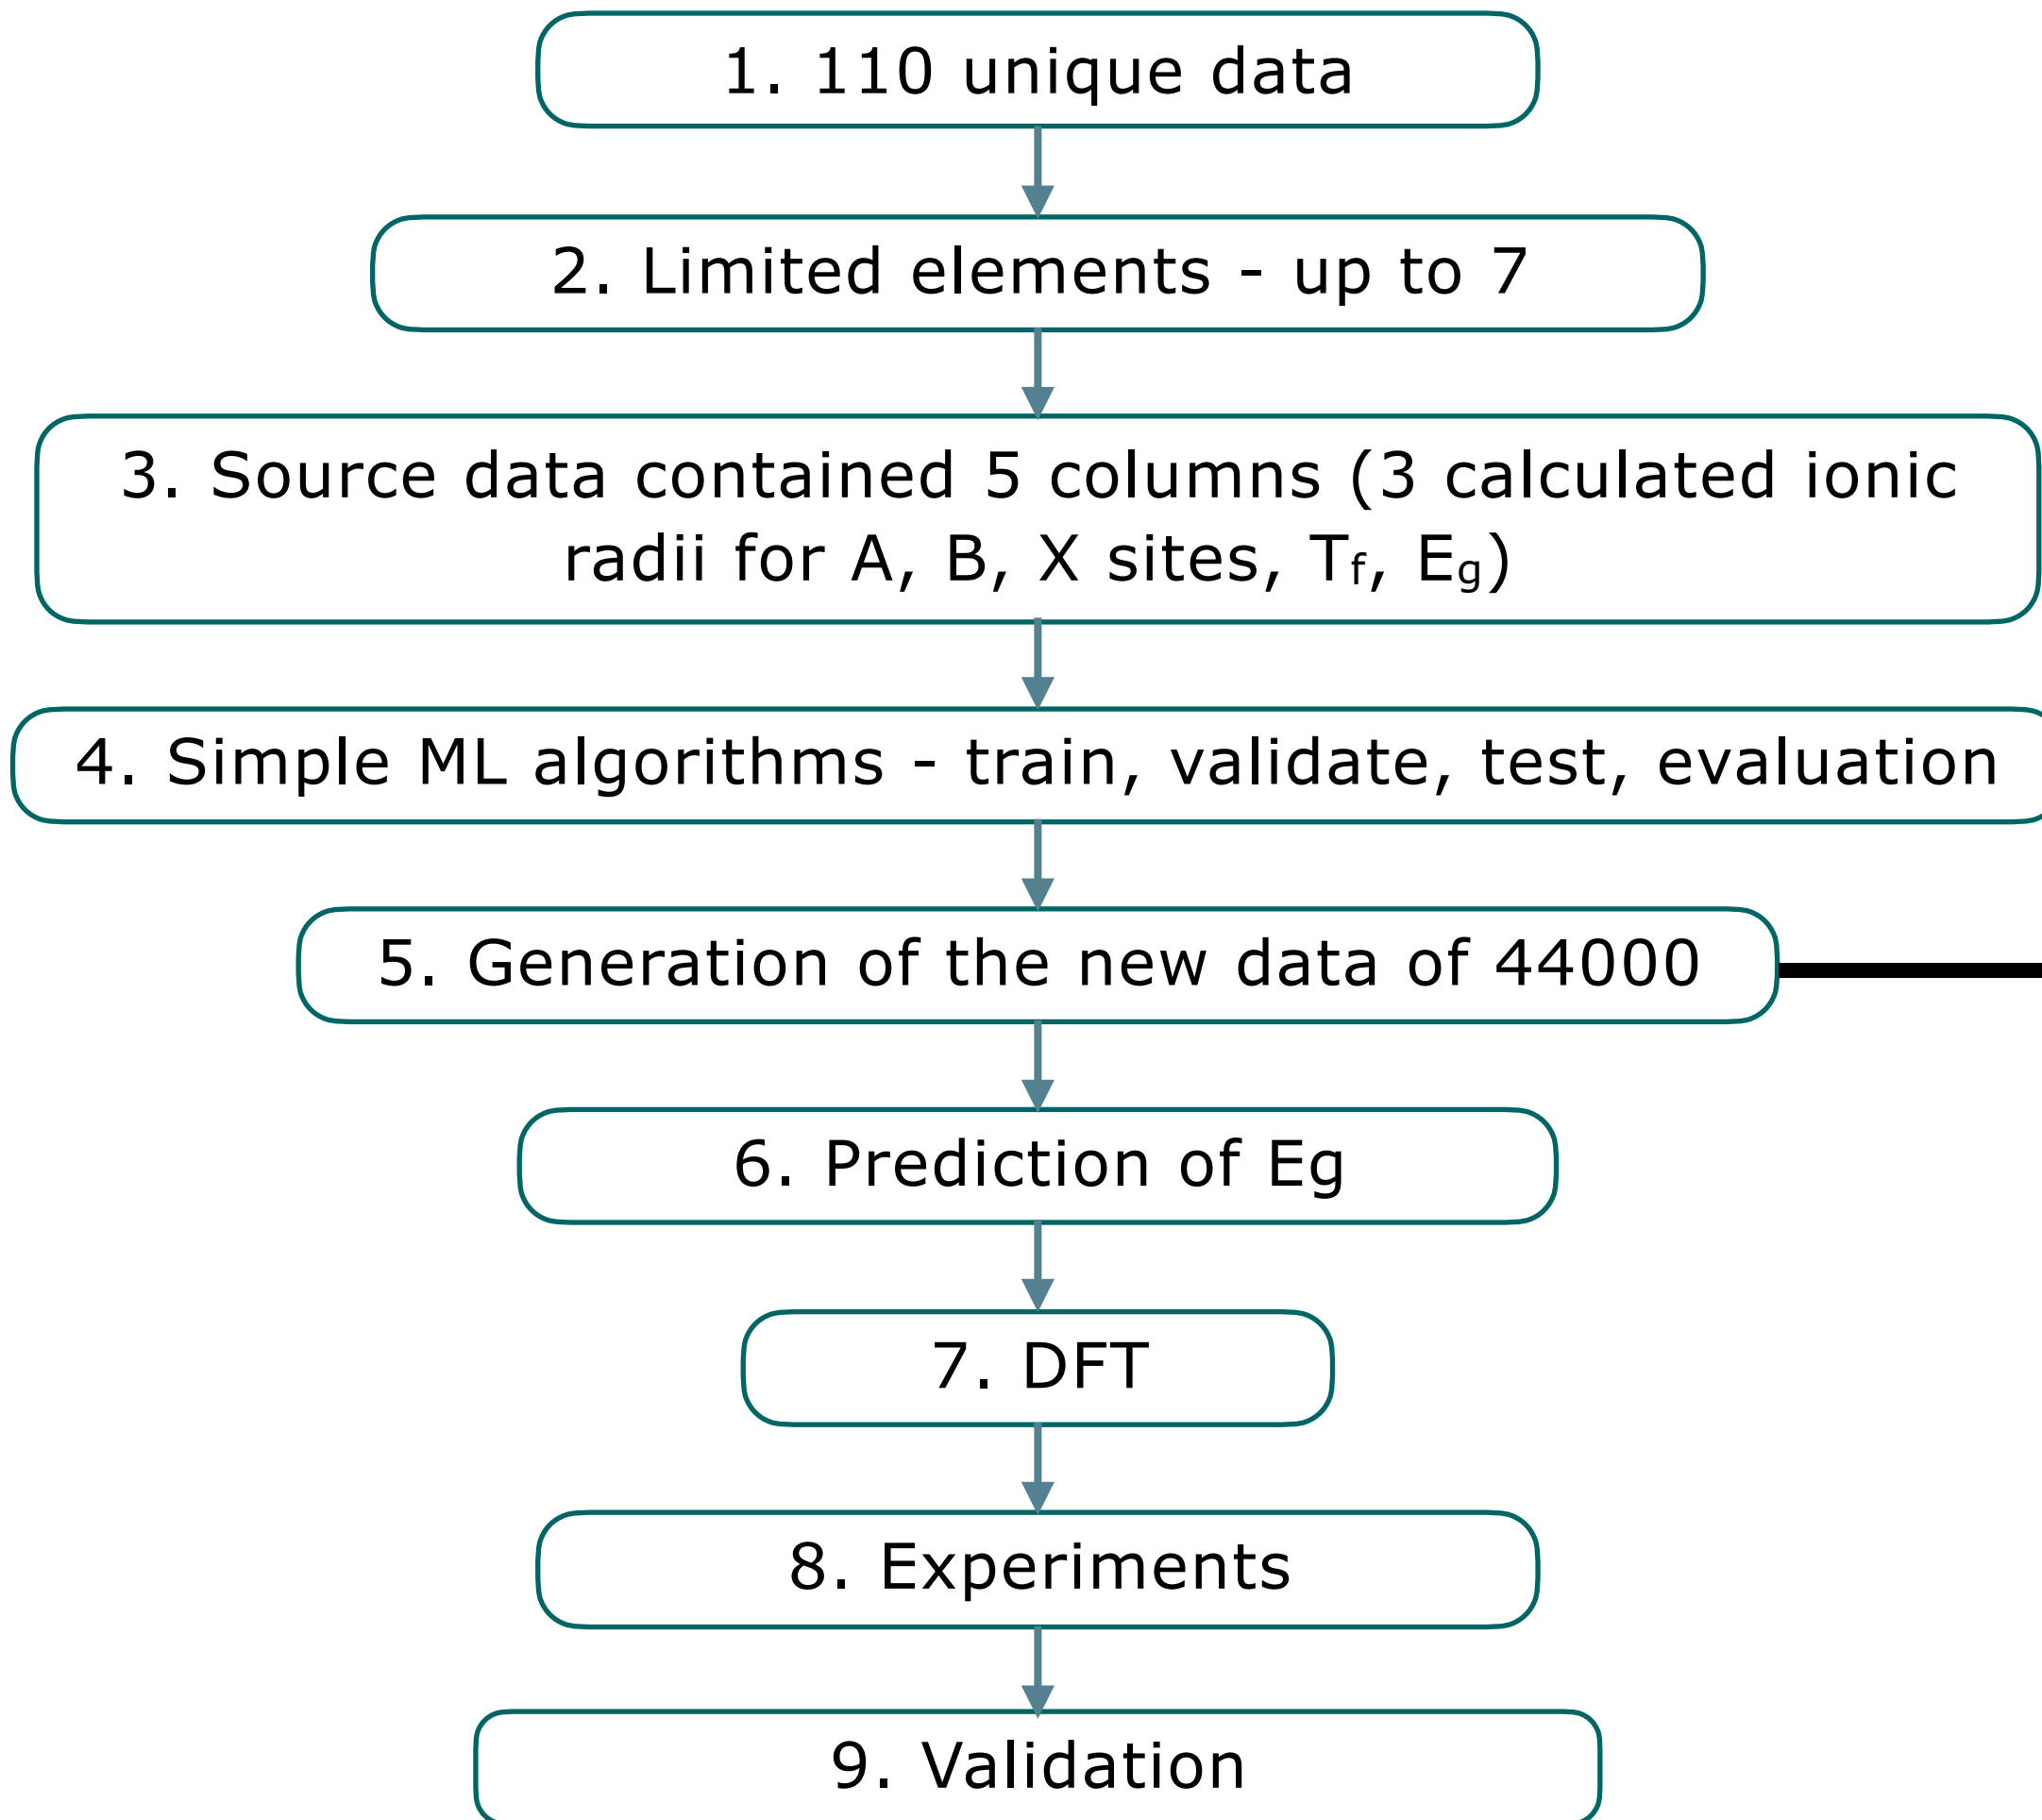 1. 110 unique data
2. Limited elements - up to 7
3. Source data contained 5 columns (3 calculated ionic
radii for A, B, X sites, Tf, Eg)
4. Simple ML algorithms - train, validate, test, evaluation
5. Generation of the new data of 44000
6. Prediction of Eg
7. DFT
8. Experiments
9. Validation